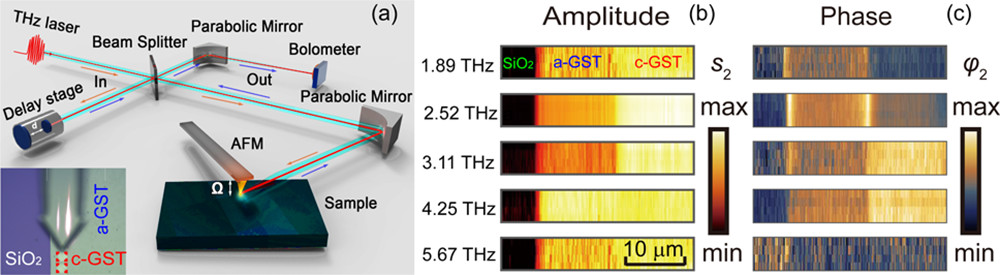 (a)
THz laser
Beam Splitter
Parabolic Mirror
Bolometer
In
Out
Parabolic Mirror
Delay stage
d
AFM
Ω
Sample
SiO₂
a-GST
c-GST
Amplitude
(b)
Phase
(c)
SiO₂
a-GST
c-GST
1.89 THz
2.52 THz
3.11 THz
4.25 THz
5.67 THz
10 μm
s₂
max
min
φ₂
max
min